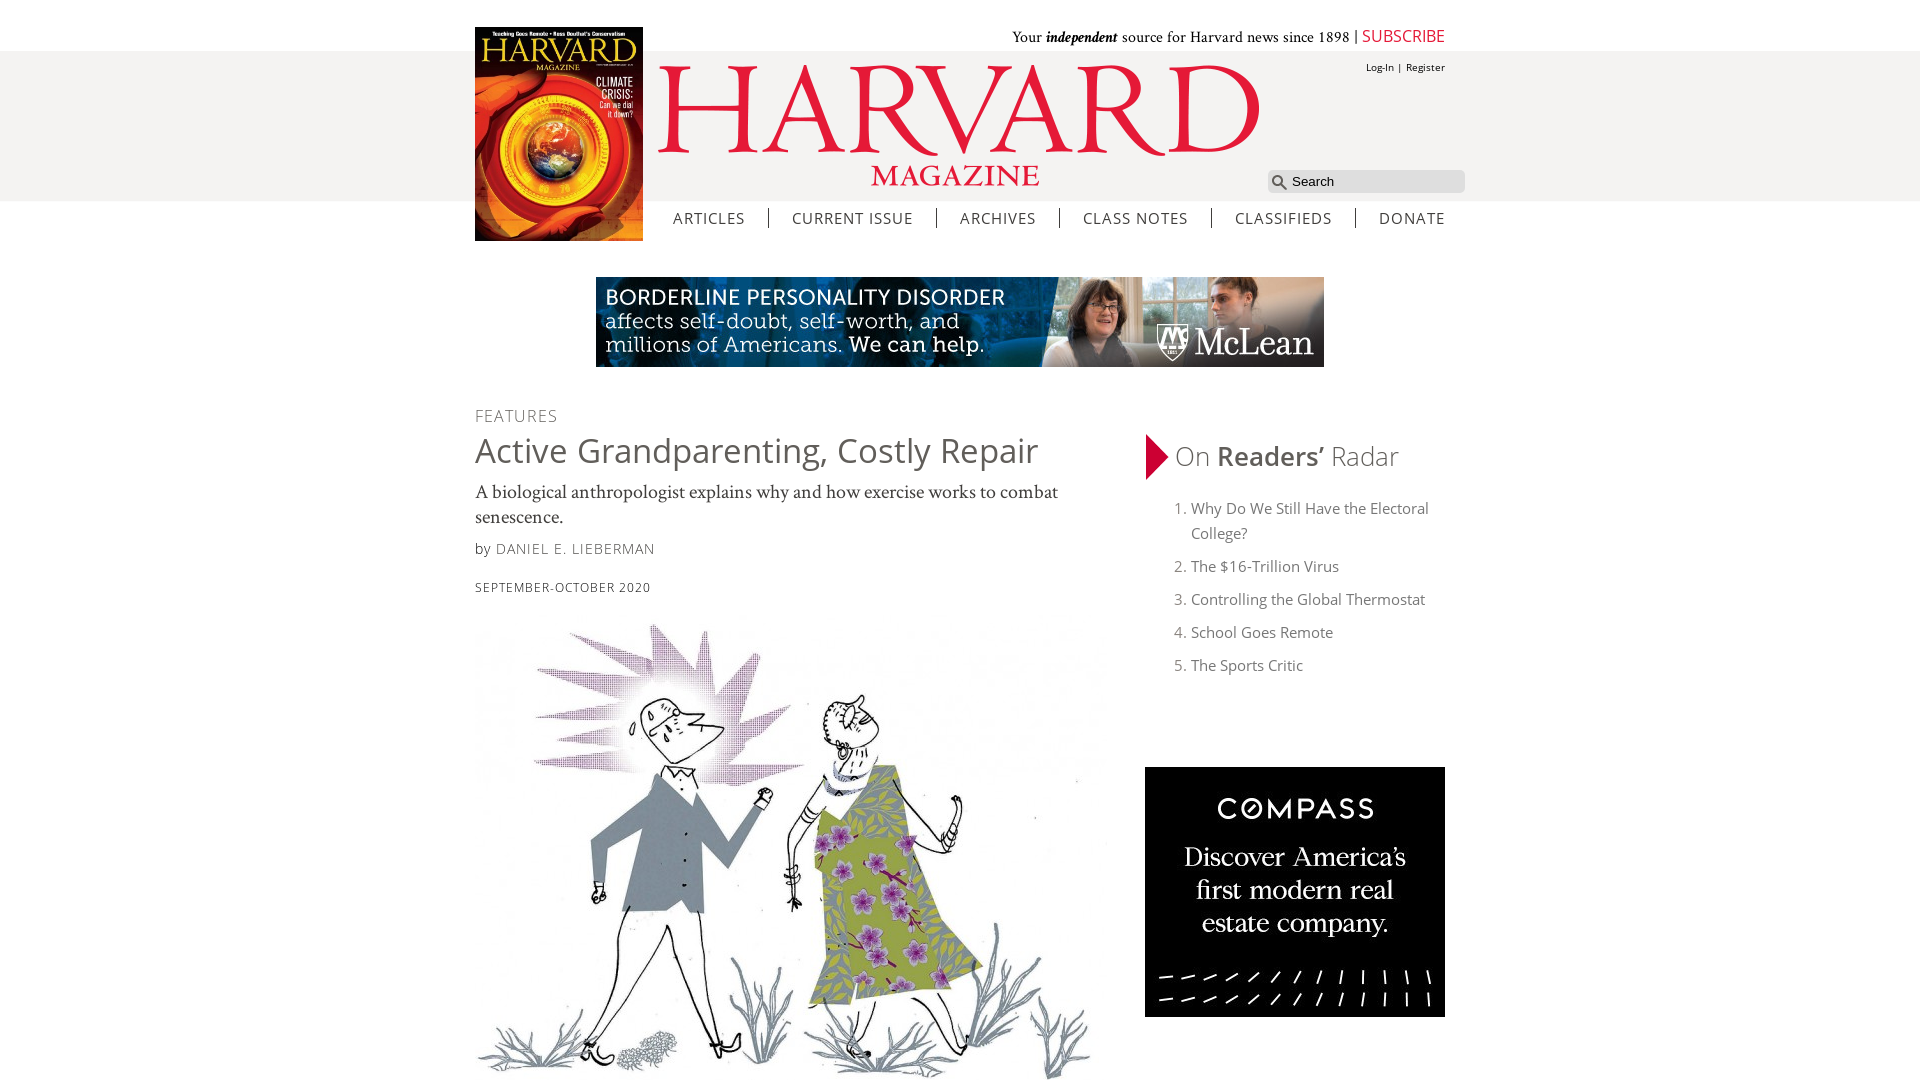 Your independent source for Harvard news since 1898 | SUBSCRIBE
Teaching Goes Remote • Ross Douthat's Conservatism
HARVARD
MAGAZINE
CLIMATE
CRISIS:
Can we dial
it down?
Log-In | Register
HARVARD
MAGAZINE
Search
ARTICLES
CURRENT ISSUE
ARCHIVES
CLASS NOTES
CLASSIFIEDS
DONATE
BORDERLINE PERSONALITY DISORDER
affects self-doubt, self-worth, and
millions of Americans. We can help.
McLean
FEATURES
Active Grandparenting, Costly Repair
A biological anthropologist explains why and how exercise works to combat
senescence.
by DANIEL E. LIEBERMAN
SEPTEMBER-OCTOBER 2020
On Readers’ Radar
1. Why Do We Still Have the Electoral
College?
2. The $16-Trillion Virus
3. Controlling the Global Thermostat
4. School Goes Remote
5. The Sports Critic
COMPASS
Discover America’s
first modern real
estate company.